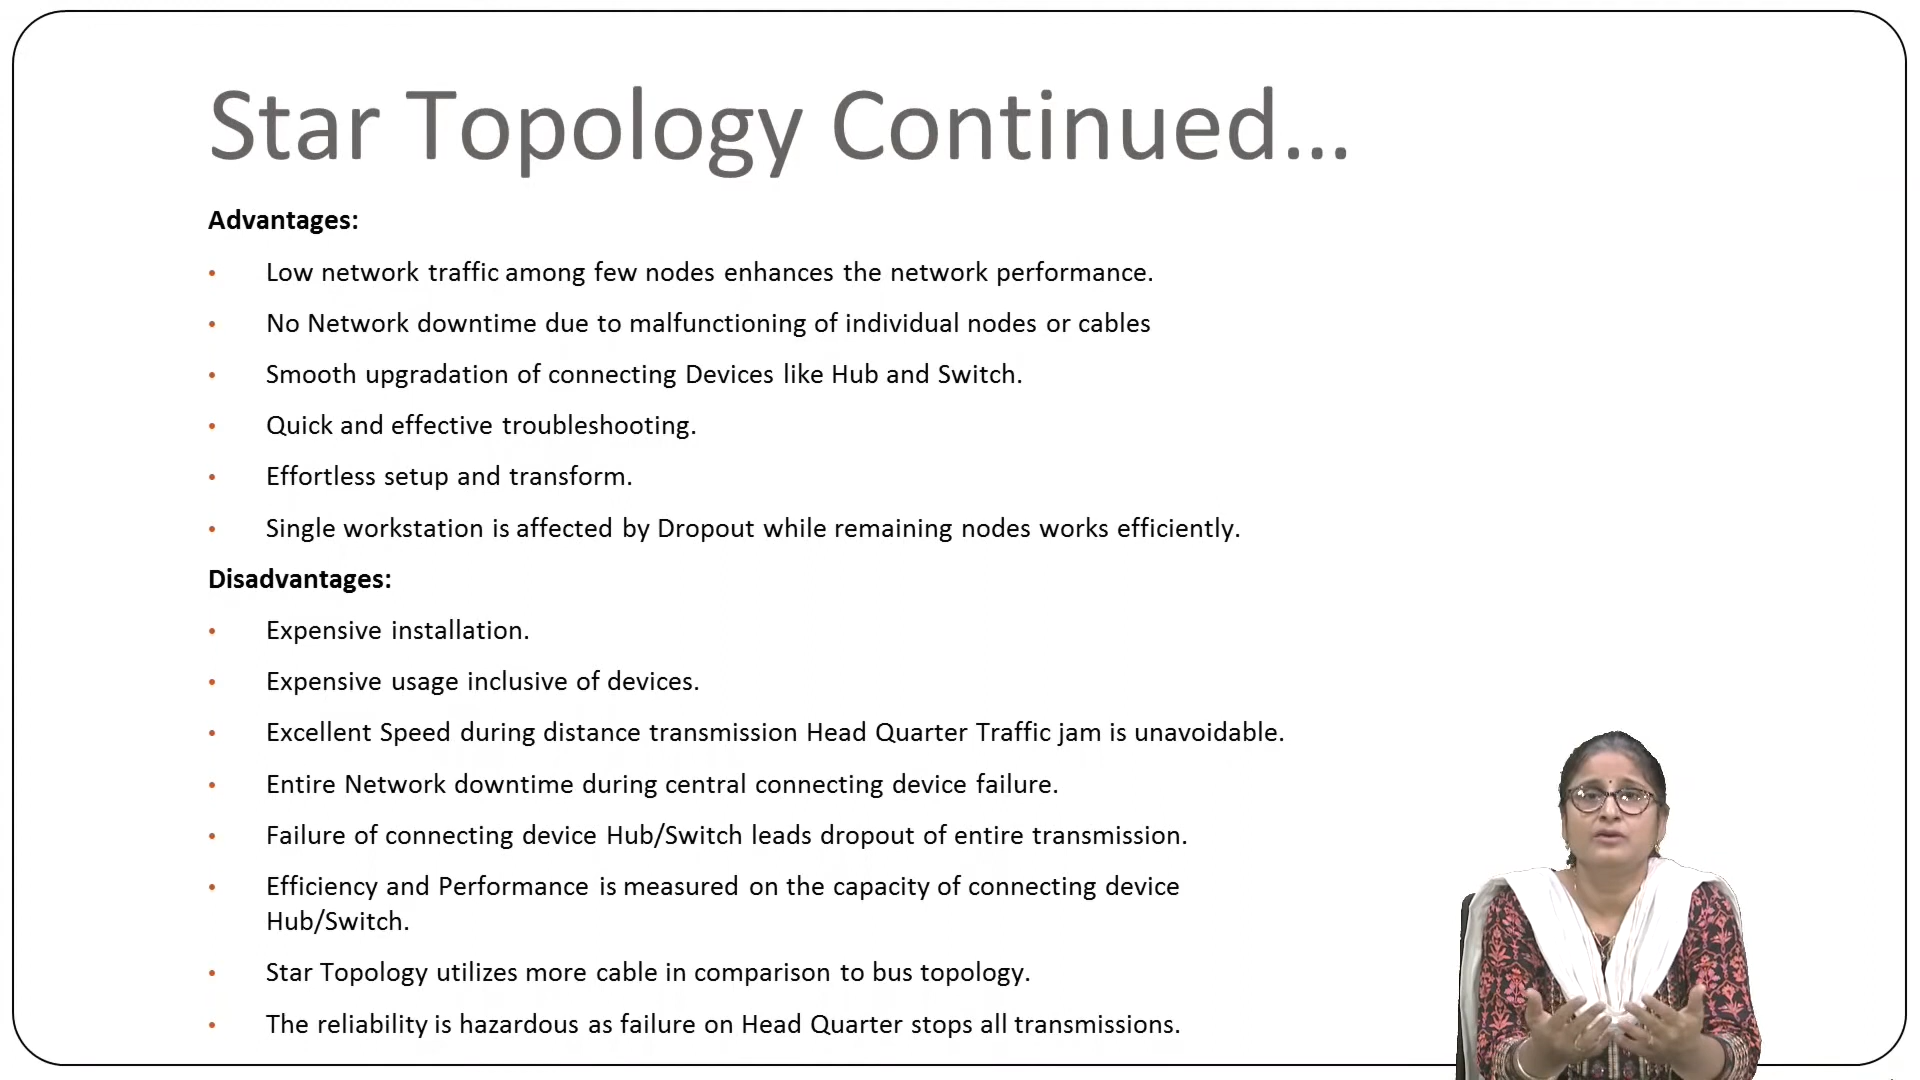 Star Topology Continued...
Advantages:
• Low network traffic among few nodes enhances the network performance.
• No Network downtime due to malfunctioning of individual nodes or cables
• Smooth upgradation of connecting Devices like Hub and Switch.
• Quick and effective troubleshooting.
• Effortless setup and transform.
• Single workstation is affected by Dropout while remaining nodes works efficiently.
Disadvantages:
• Expensive installation.
• Expensive usage inclusive of devices.
• Excellent Speed during distance transmission Head Quarter Traffic jam is unavoidable.
• Entire Network downtime during central connecting device failure.
• Failure of connecting device Hub/Switch leads dropout of entire transmission.
• Efficiency and Performance is measured on the capacity of connecting device
Hub/Switch.
• Star Topology utilizes more cable in comparison to bus topology.
• The reliability is hazardous as failure on Head Quarter stops all transmissions.